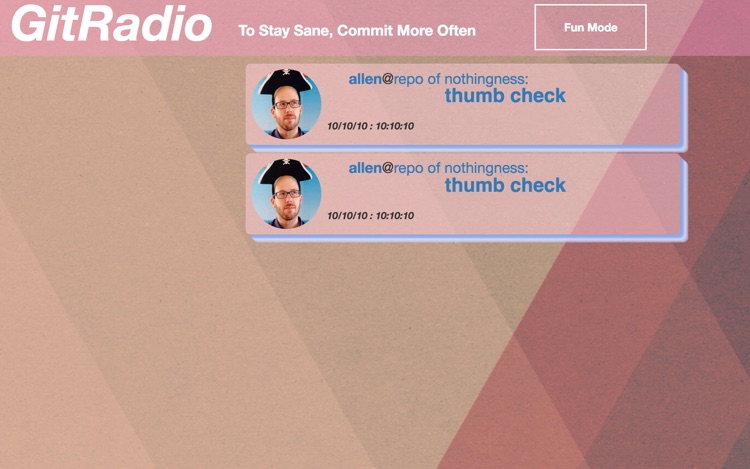 GitRadio
To Stay Sane, Commit More Often
Fun Mode
allen@repo of nothingness:
thumb check
10/10/10 : 10:10:10
allen@repo of nothingness:
thumb check
10/10/10 : 10:10:10